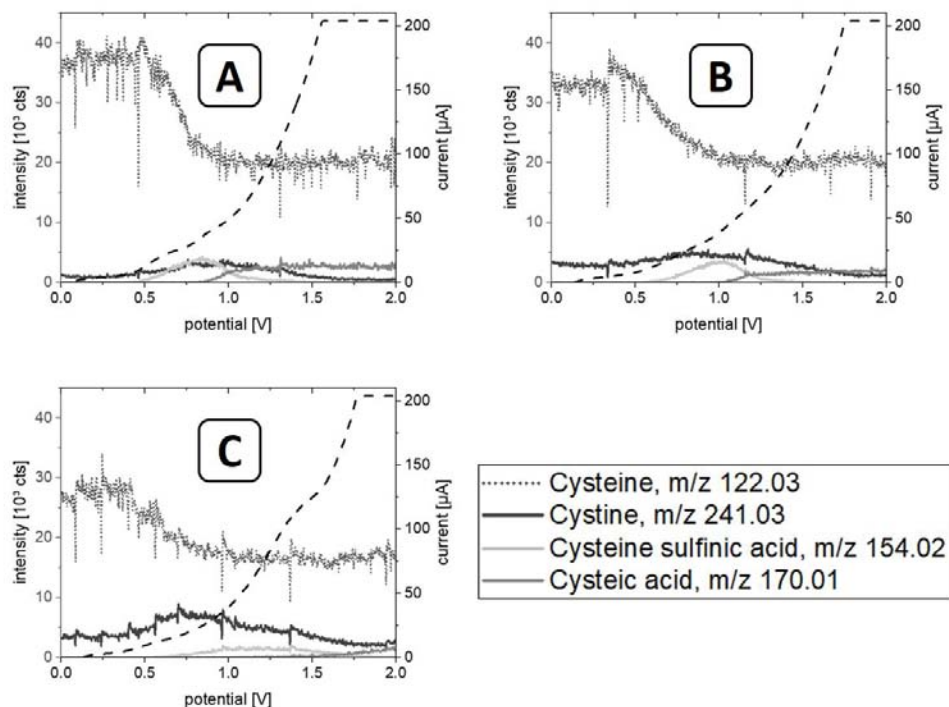 A
intensity [10³ cts]
40
30
20
10
0
current [µA]
200
150
100
50
0
0.0 0.5 1.0 1.5 2.0
potential [V]
B
intensity [10³ cts]
40
30
20
10
0
current [µA]
200
150
100
50
0
0.0 0.5 1.0 1.5 2.0
potential [V]
C
intensity [10³ cts]
40
30
20
10
0
current [µA]
200
150
100
50
0
0.0 0.5 1.0 1.5 2.0
potential [V]
Cysteine, m/z 122.03
Cystine, m/z 241.03
Cysteine sulfinic acid, m/z 154.02
Cysteic acid, m/z 170.01